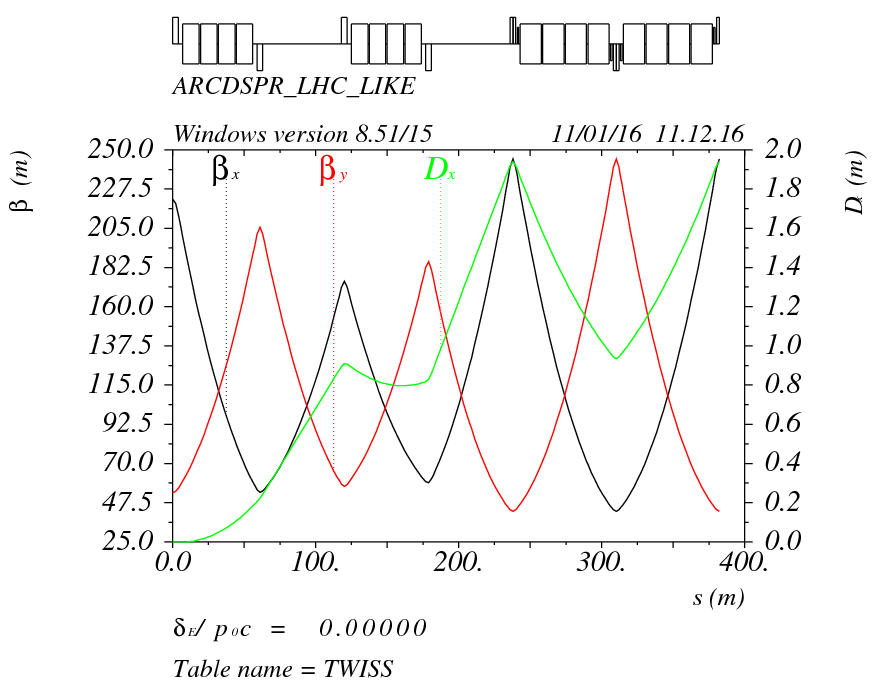 ARCDSPR_LHC_LIKE
Windows version 8.51/15 11/01/16 11.12.16
β (m)
250.0
227.5
205.0
182.5
160.0
137.5
115.0
92.5
70.0
47.5
25.0
βx βy Dx
2.0
1.8
1.6
1.4
1.2
1.0
0.8
0.6
0.4
0.2
0.0
Dx (m)
0.0 100. 200. 300. 400.
s (m)
δE/ p0c = 0.00000
Table name = TWISS